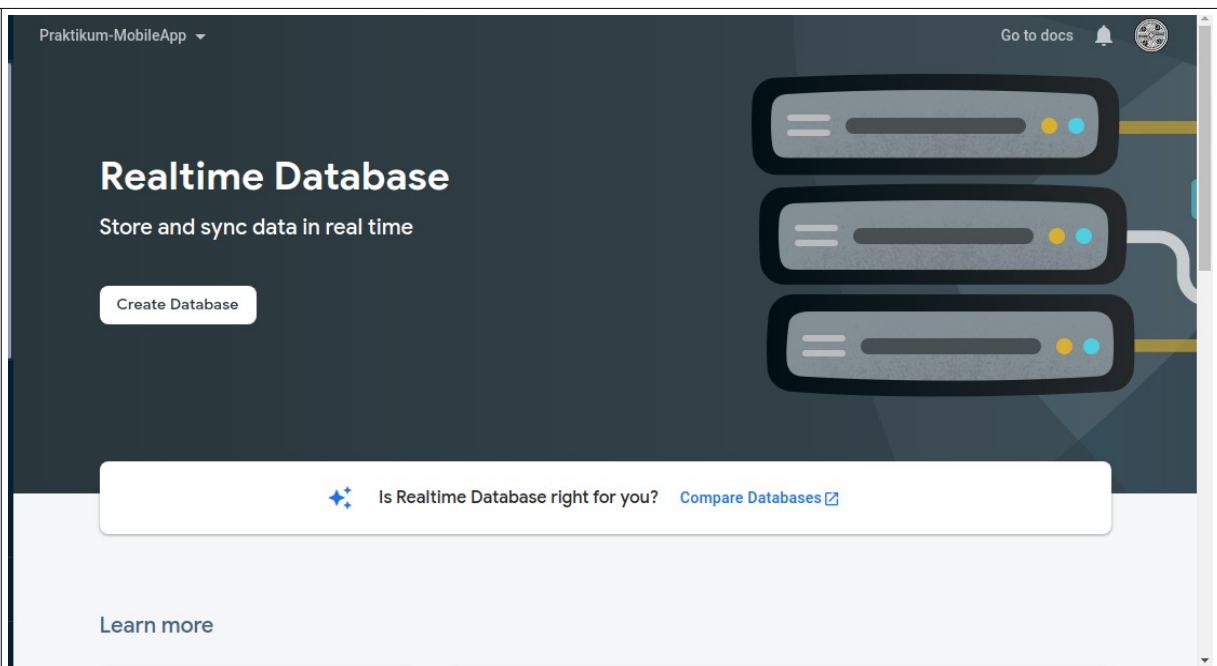 Praktikum-MobileApp
Go to docs
Realtime Database
Store and sync data in real time
Create Database
Is Realtime Database right for you? Compare Databases
Learn more